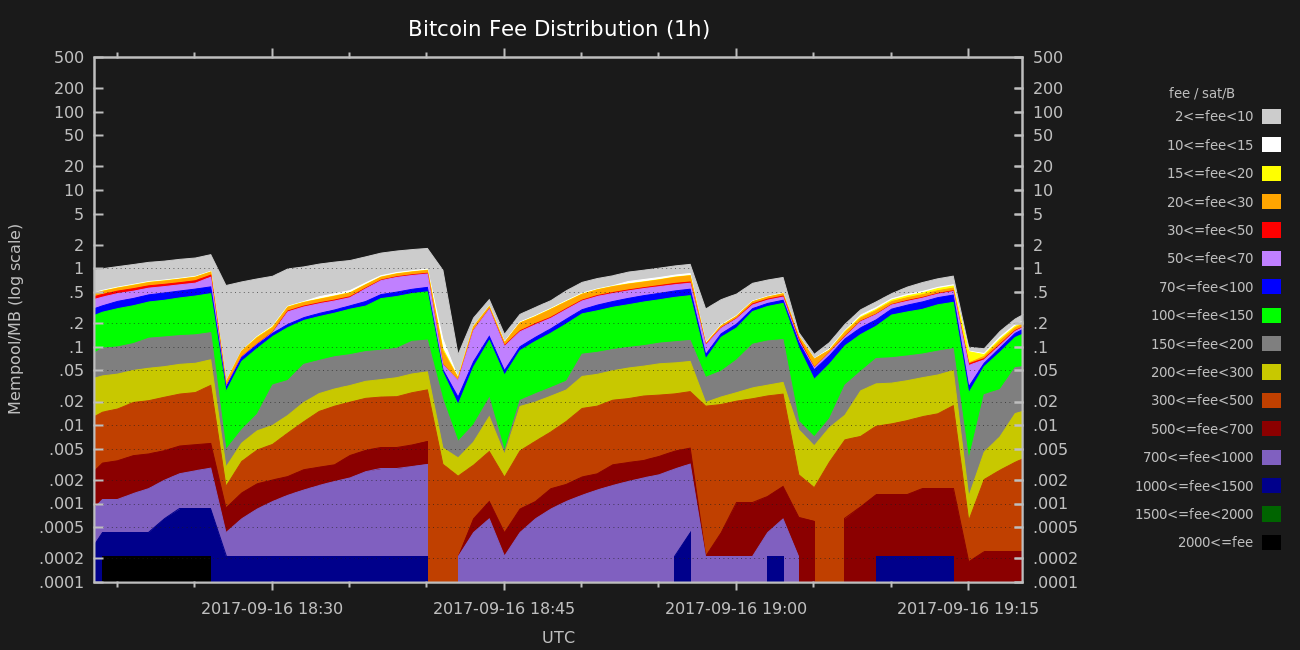 Bitcoin Fee Distribution (1h)
500
200
100
50
20
10
5
2
1
.5
.2
.1
.05
.02
.01
.005
.002
.001
.0005
.0002
.0001
Mempool/MB (log scale)
500
200
100
50
20
10
5
2
1
.5
.2
.1
.05
.02
.01
.005
.002
.001
.0005
.0002
.0001
2017-09-16 18:30 2017-09-16 18:45 2017-09-16 19:00 2017-09-16 19:15
UTC
fee / sat/B
2<=fee<10
10<=fee<15
15<=fee<20
20<=fee<30
30<=fee<50
50<=fee<70
70<=fee<100
100<=fee<150
150<=fee<200
200<=fee<300
300<=fee<500
500<=fee<700
700<=fee<1000
1000<=fee<1500
1500<=fee<2000
2000<=fee